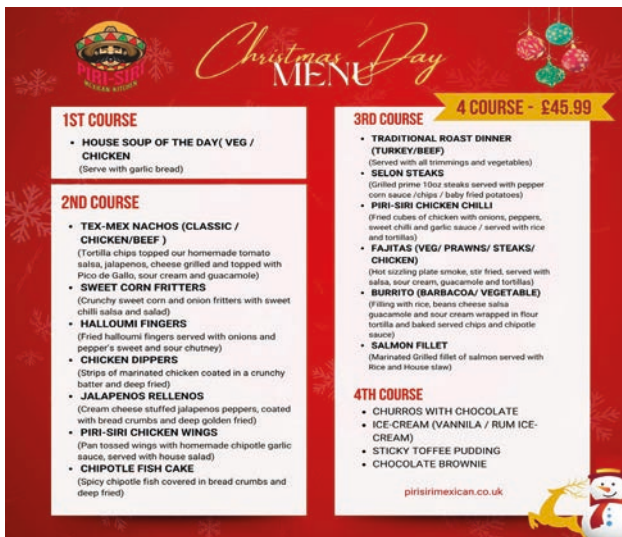 PIRI-SIRI
MEXICAN KITCHEN
Christmas Day
MENU
4 COURSE - £45.99
1ST COURSE
• HOUSE SOUP OF THE DAY( VEG /
CHICKEN
(Serve with garlic bread)
2ND COURSE
• TEX-MEX NACHOS (CLASSIC /
CHICKEN/BEEF )
(Tortilla chips topped our homemade tomato
salsa, jalapenos, cheese grilled and topped with
Pico de Gallo, sour cream and guacamole)
• SWEET CORN FRITTERS
(Crunchy sweet corn and onion fritters with sweet
chilli salsa and salad)
• HALLOUMI FINGERS
(Fried halloumi fingers served with onions and
pepper's sweet and sour chutney)
• CHICKEN DIPPERS
(Strips of marinated chicken coated in a crunchy
batter and deep fried)
• JALAPENOS RELLENOS
(Cream cheese stuffed jalapenos peppers, coated
with bread crumbs and deep golden fried)
• PIRI-SIRI CHICKEN WINGS
(Pan tossed wings with homemade chipotle garlic
sauce, served with house salad)
• CHIPOTLE FISH CAKE
(Spicy chipotle fish covered in bread crumbs and
deep fried)
3RD COURSE
• TRADITIONAL ROAST DINNER
(TURKEY/BEEF)
(Served with all trimmings and vegetables)
• SELON STEAKS
(Grilled prime 10oz steaks served with pepper
corn sauce /chips / baby fried potatoes)
• PIRI-SIRI CHICKEN CHILLI
(Fried cubes of chicken with onions, peppers,
sweet chilli and garlic sauce / served with rice
and tortillas)
• FAJITAS (VEG/ PRAWNS/ STEAKS/
CHICKEN)
(Hot sizzling plate smoke, stir fried, served with
salsa, sour cream, guacamole and tortillas)
• BURRITO (BARBACOA/ VEGETABLE)
(Filling with rice, beans cheese salsa
guacamole and sour cream wrapped in flour
tortilla and baked served chips and chipotle
sauce)
• SALMON FILLET
(Marinated Grilled fillet of salmon served with
Rice and House slaw)
4TH COURSE
• CHURROS WITH CHOCOLATE
• ICE-CREAM (VANNILA / RUM ICE-
CREAM)
• STICKY TOFFEE PUDDING
• CHOCOLATE BROWNIE
pirisirimexican.co.uk